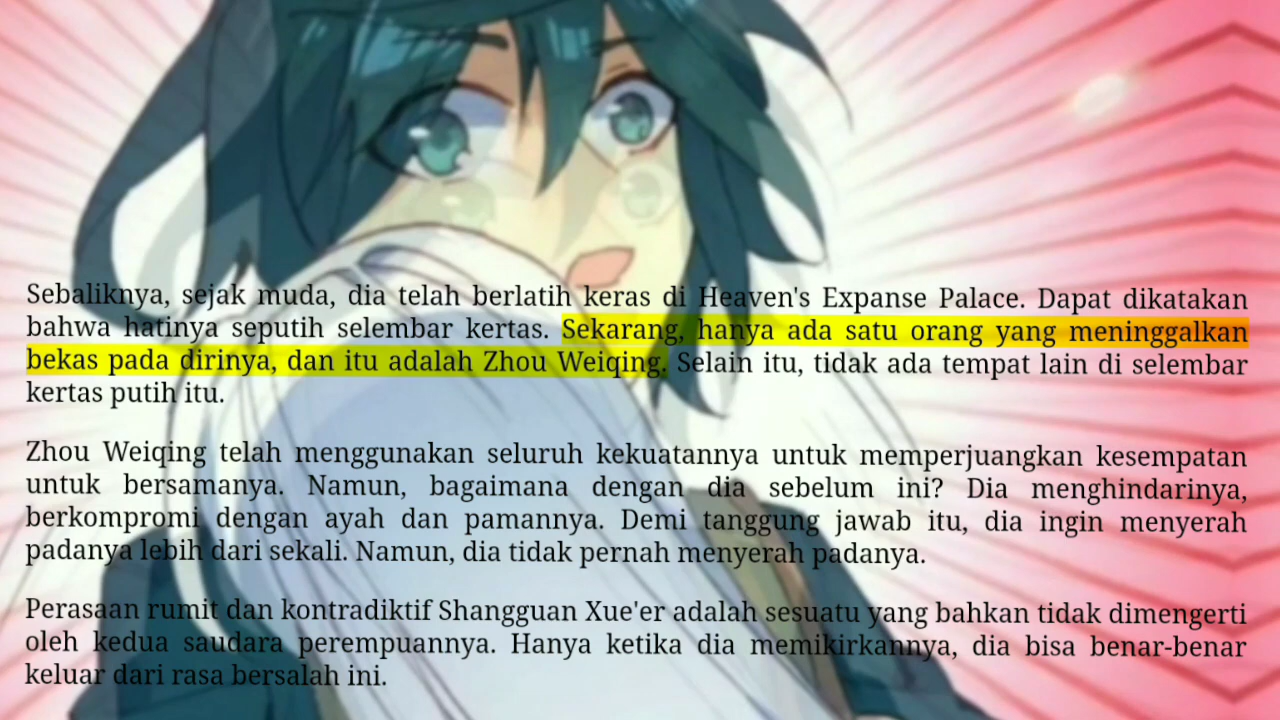 Sebaliknya, sejak muda, dia telah berlatih keras di Heaven's Expanse Palace. Dapat dikatakan
bahwa hatinya seputih selembar kertas. Sekarang, hanya ada satu orang yang meninggalkan
bekas pada dirinya, dan itu adalah Zhou Weiqing. Selain itu, tidak ada tempat lain di selembar
kertas putih itu.
Zhou Weiqing telah menggunakan seluruh kekuatannya untuk memperjuangkan kesempatan
untuk bersamanya. Namun, bagaimana dengan dia sebelum ini? Dia menghindarinya,
berkompromi dengan ayah dan pamannya. Demi tanggung jawab itu, dia ingin menyerah
padanya lebih dari sekali. Namun, dia tidak pernah menyerah padanya.
Perasaan rumit dan kontradiktif Shangguan Xue'er adalah sesuatu yang bahkan tidak dimengerti
oleh kedua saudara perempuannya. Hanya ketika dia memikirkannya, dia bisa benar-benar
keluar dari rasa bersalah ini.